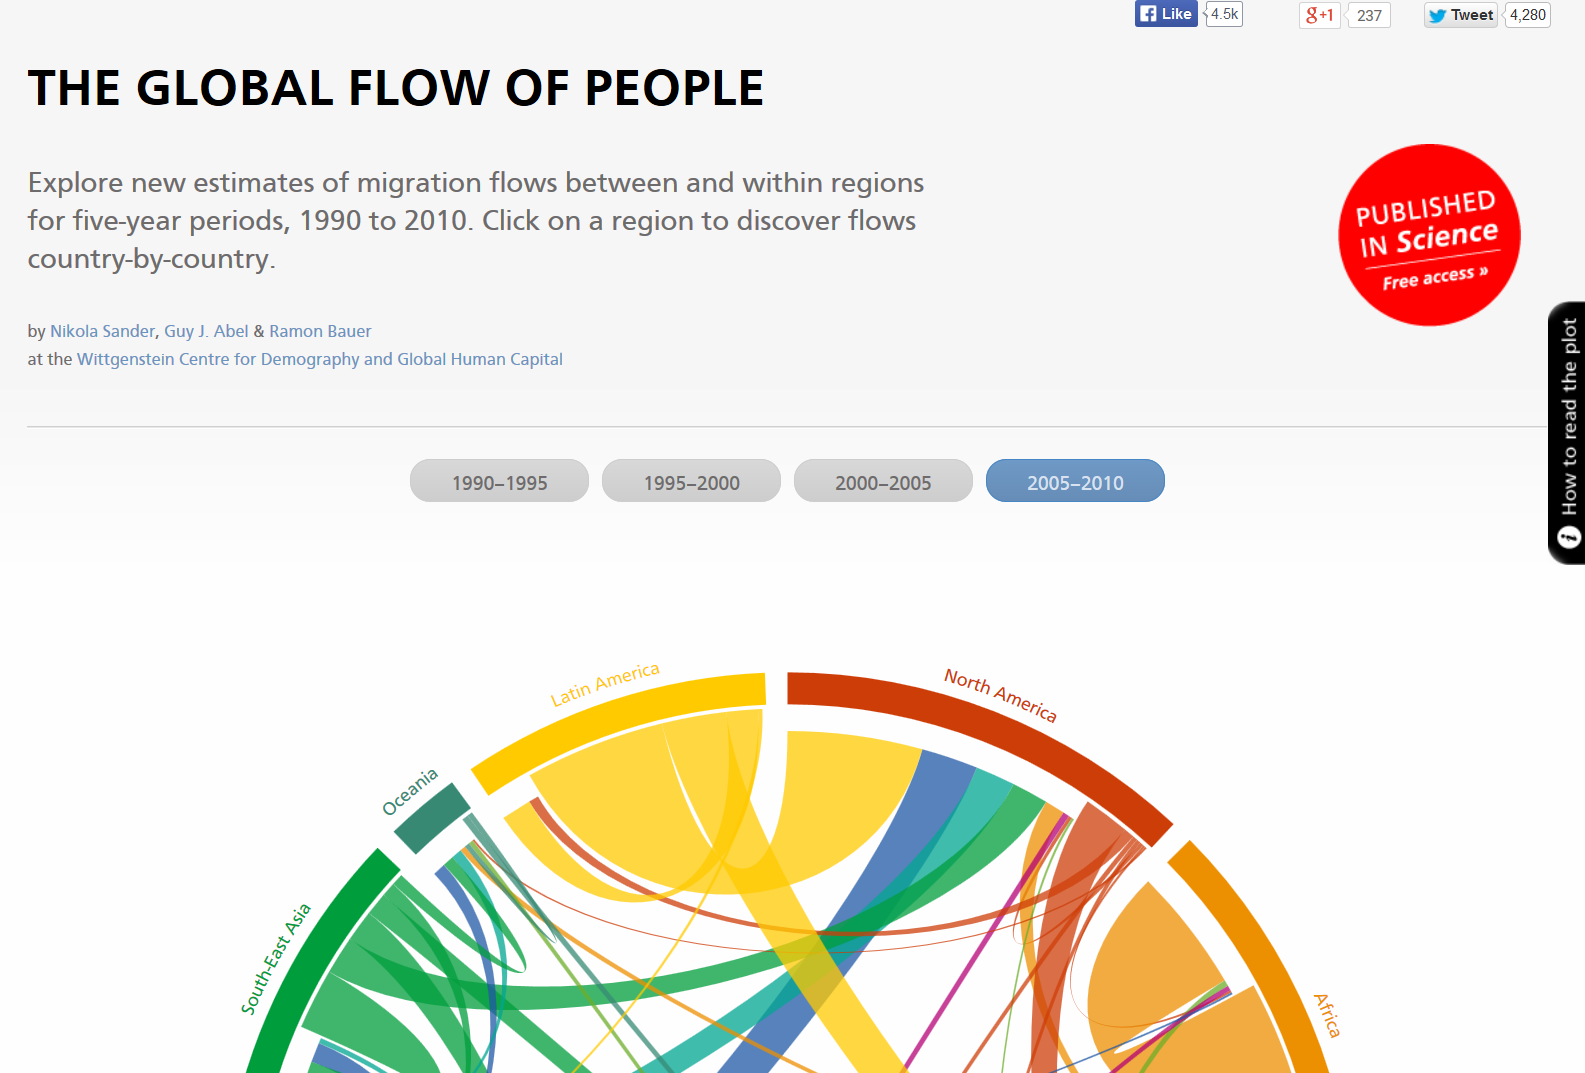 Like 4.5k
g+1 237
Tweet 4,280
THE GLOBAL FLOW OF PEOPLE
Explore new estimates of migration flows between and within regions
for five-year periods, 1990 to 2010. Click on a region to discover flows
country-by-country.
PUBLISHED
IN Science
Free access »
by Nikola Sander, Guy J. Abel & Ramon Bauer
at the Wittgenstein Centre for Demography and Global Human Capital
i How to read the plot
1990–1995
1995–2000
2000–2005
2005–2010
Latin America
North America
Oceania
South-East Asia
Africa